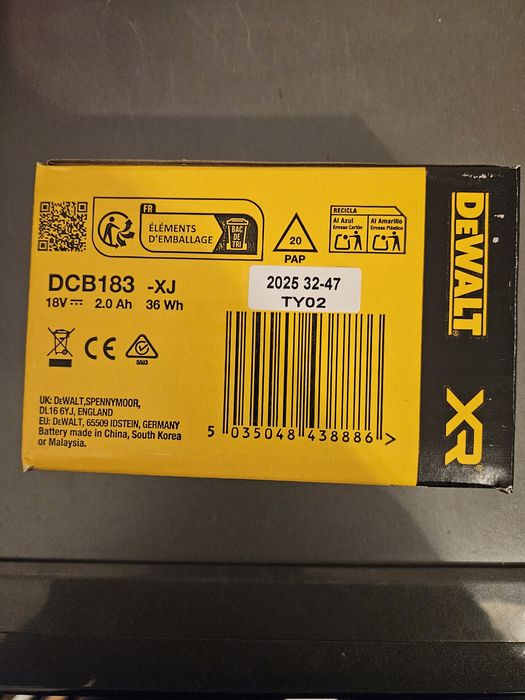 FR
ÉLÉMENTS
D'EMBALLAGE
BAC
DE
TRI
20
PAP
RECICLA
Al Azul
Envase Cartón
Al Amarillo
Envase Plástico
DCB183 -XJ
18V 2.0 Ah 36 Wh
2025 32-47
TY02
CE
5503
UK: DEWALT,SPENNYMOOR,
DL16 6YJ, ENGLAND
EU: DEWALT, 65509 IDSTEIN, GERMANY
Battery made in China, South Korea
or Malaysia.
5 035048 438886 >
DEWALT
XR